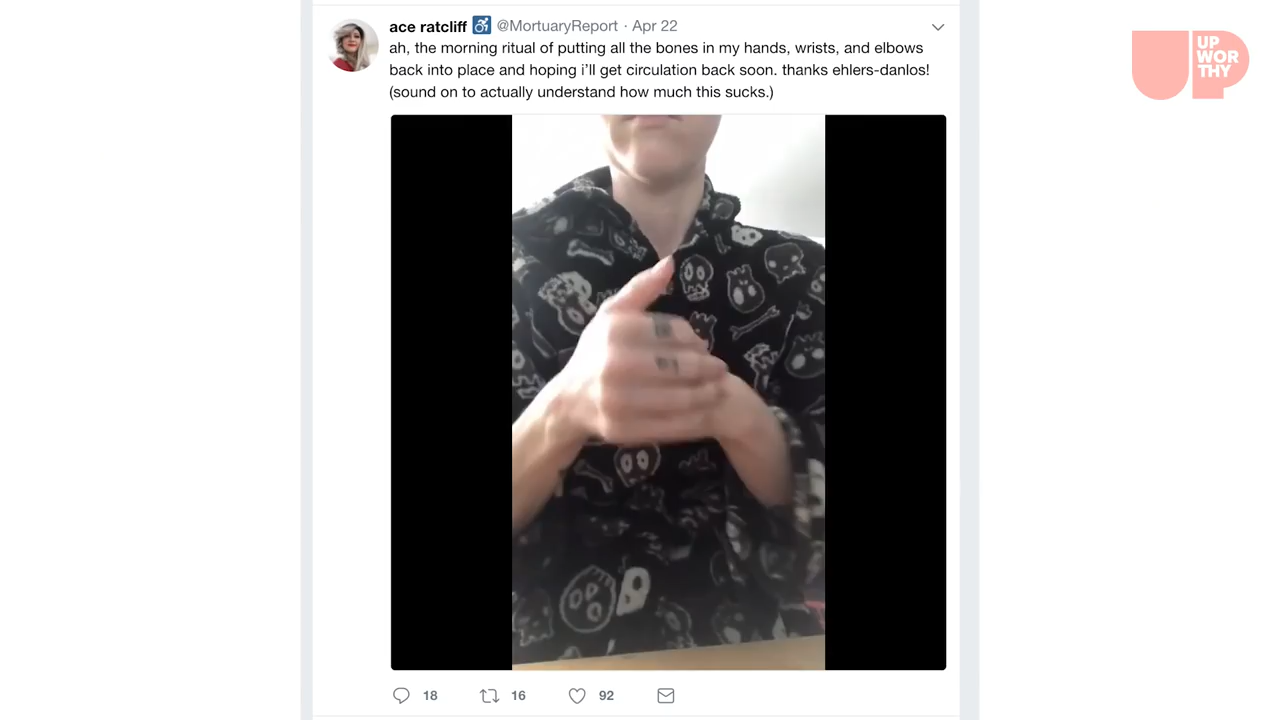 ace ratcliff ♿ @MortuaryReport · Apr 22
ah, the morning ritual of putting all the bones in my hands, wrists, and elbows
back into place and hoping i’ll get circulation back soon. thanks ehlers-danlos!
(sound on to actually understand how much this sucks.)
18 16 92
UP
WOR
THY